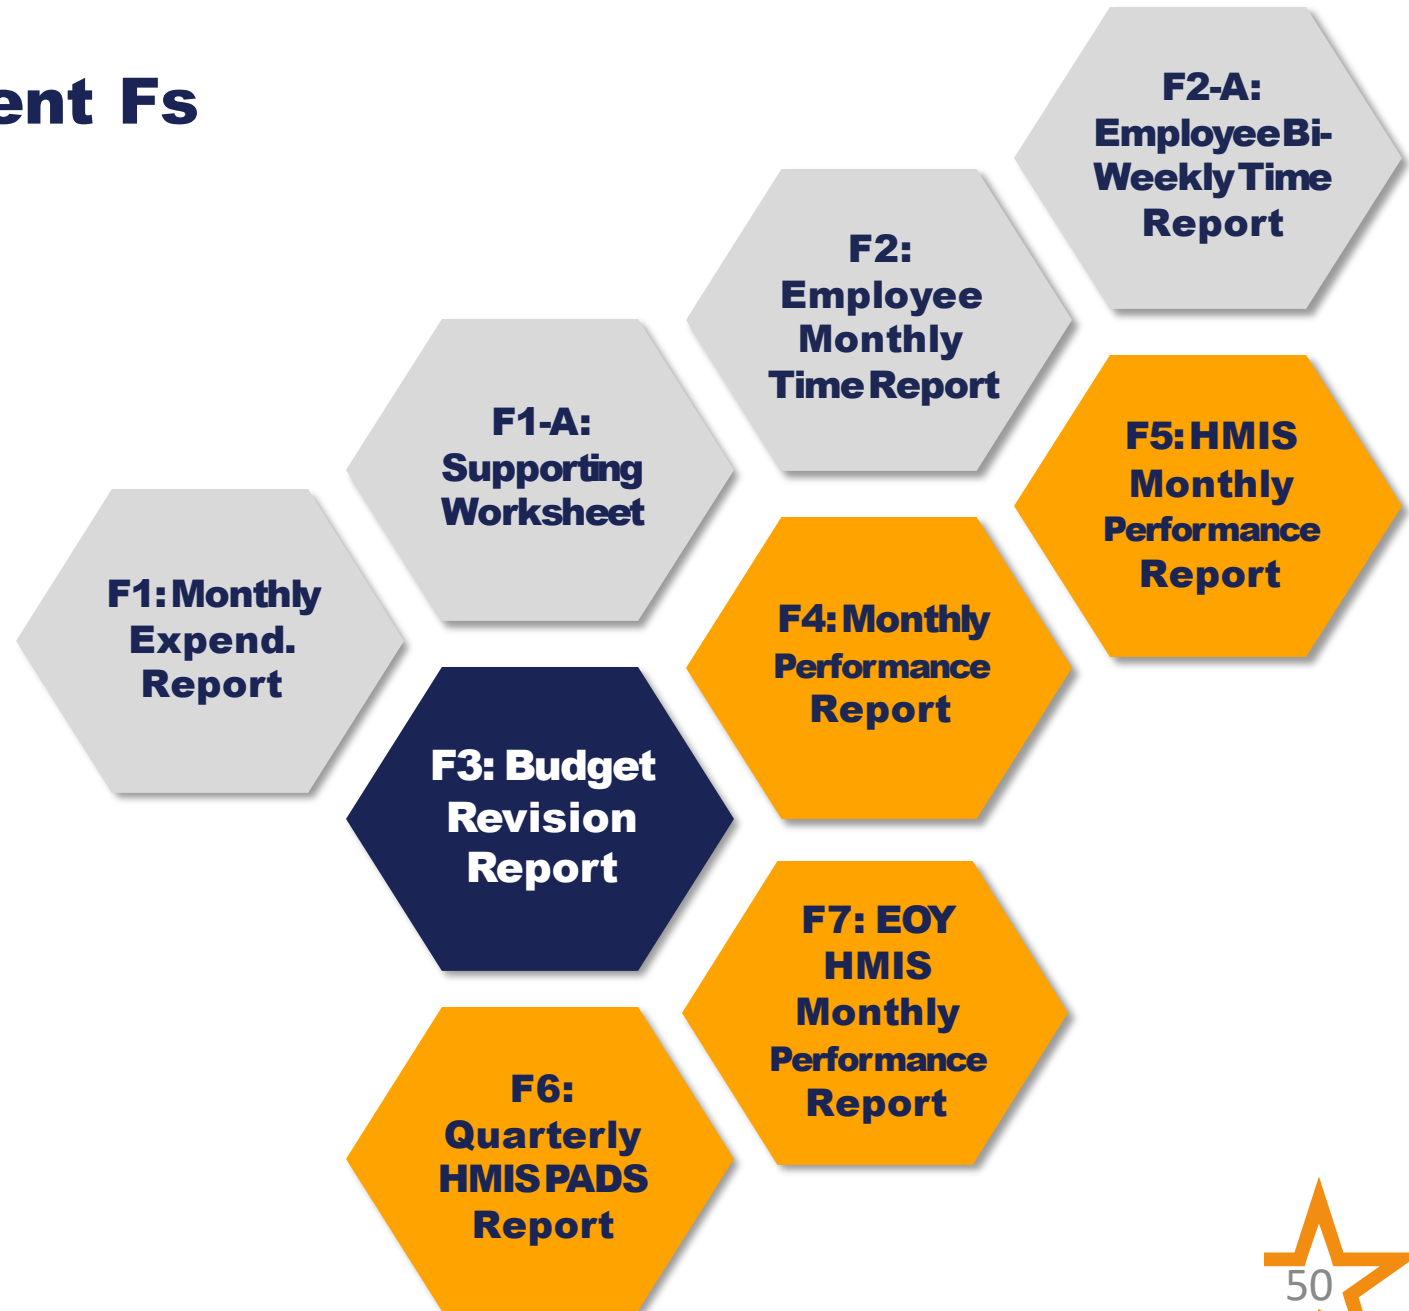 ent Fs
F2-A:
Employee Bi-
Weekly Time
Report
F2:
Employee
Monthly
Time Report
F1-A:
Supporting
Worksheet
F5: HMIS
Monthly
Performance
Report
F1: Monthly
Expend.
Report
F4: Monthly
Performance
Report
F3: Budget
Revision
Report
F7: EOY
HMIS
Monthly
Performance
Report
F6:
Quarterly
HMIS PADS
Report
50